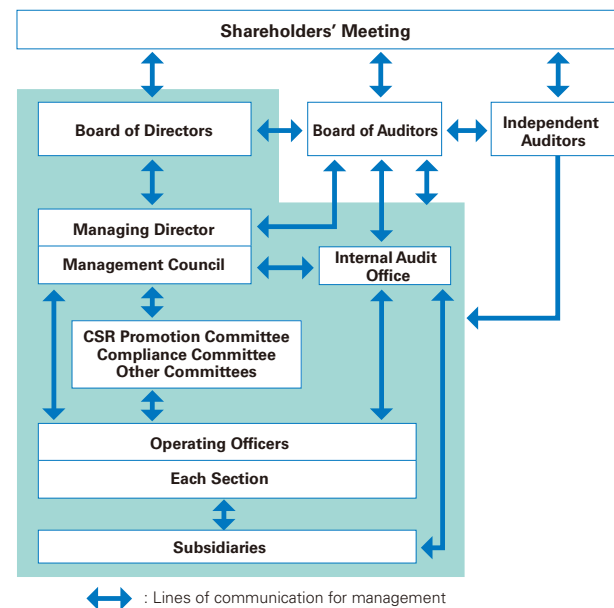 Shareholders’ Meeting
Board of Directors
Board of Auditors
Independent
Auditors
Managing Director
Management Council
Internal Audit
Office
CSR Promotion Committee
Compliance Committee
Other Committees
Operating Officers
Each Section
Subsidiaries
: Lines of communication for management